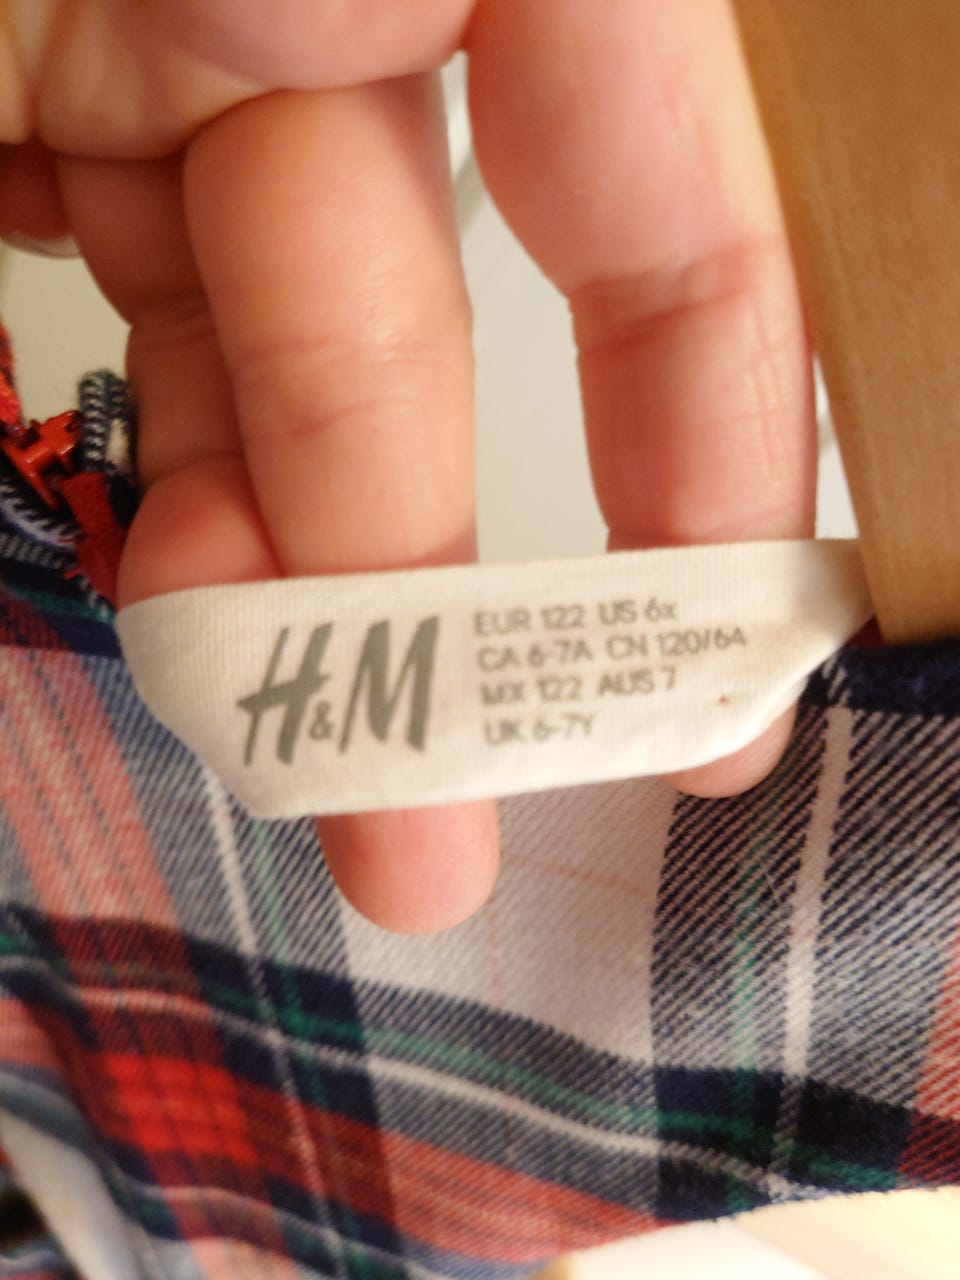 H&M
EUR 122 US 6x
CA 6-7A CN 120/64
MX 122 AUS 7
UK 6-7Y